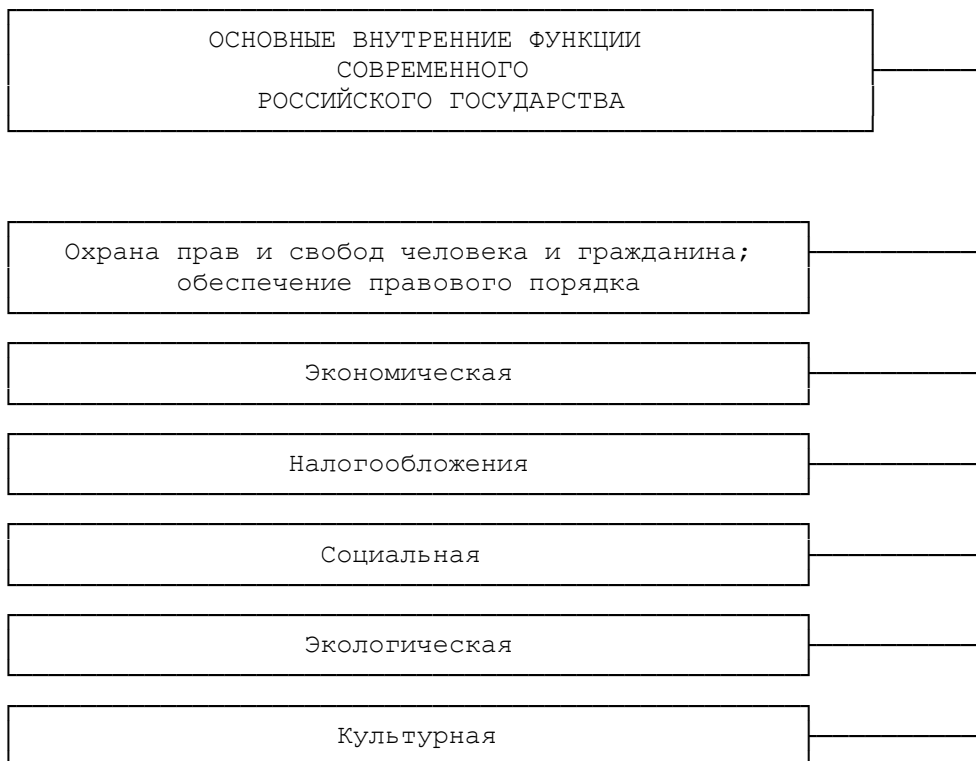 ОСНОВНЫЕ ВНУТРЕННИЕ ФУНКЦИИ
СОВРЕМЕННОГО
РОССИЙСКОГО ГОСУДАРСТВА
Охрана прав и свобод человека и гражданина;
обеспечение правового порядка
Экономическая
Налогообложения
Социальная
Экологическая
Культурная